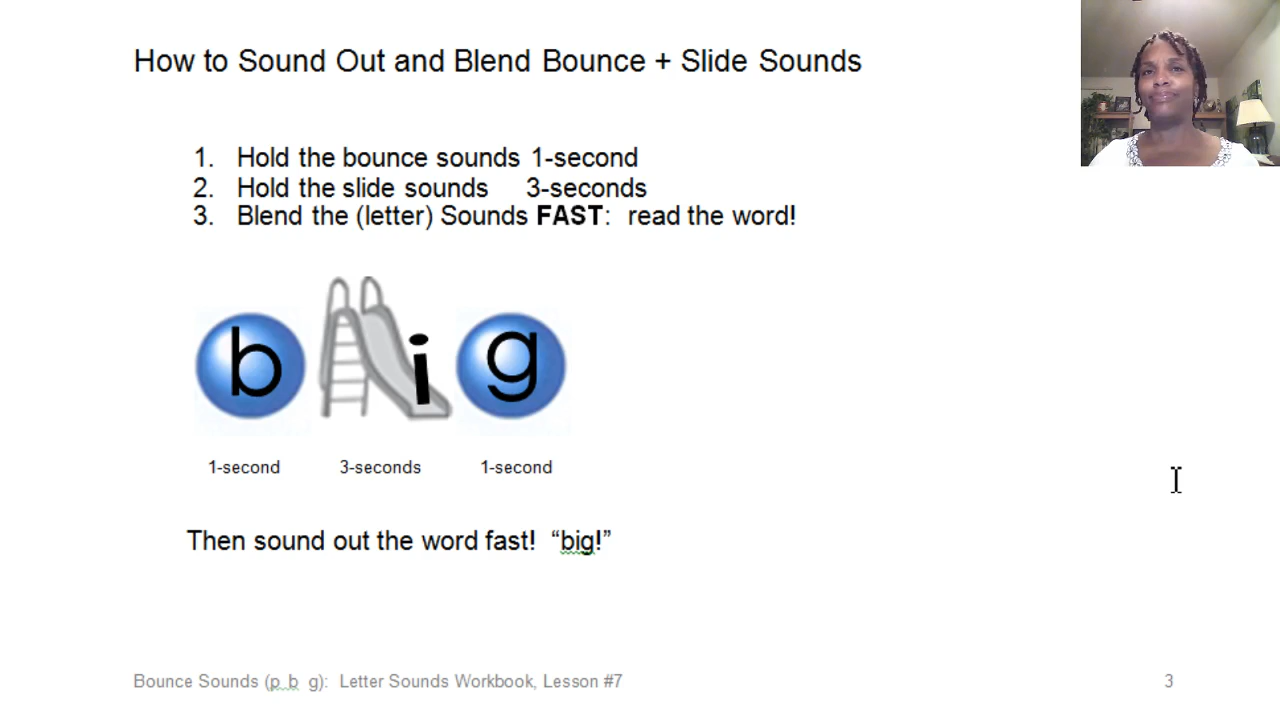 How to Sound Out and Blend Bounce + Slide Sounds
1. Hold the bounce sounds 1-second
2. Hold the slide sounds 3-seconds
3. Blend the (letter) Sounds FAST: read the word!
b i g
1-second 3-seconds 1-second
Then sound out the word fast! “big!”
Bounce Sounds (p b g): Letter Sounds Workbook, Lesson #7 3